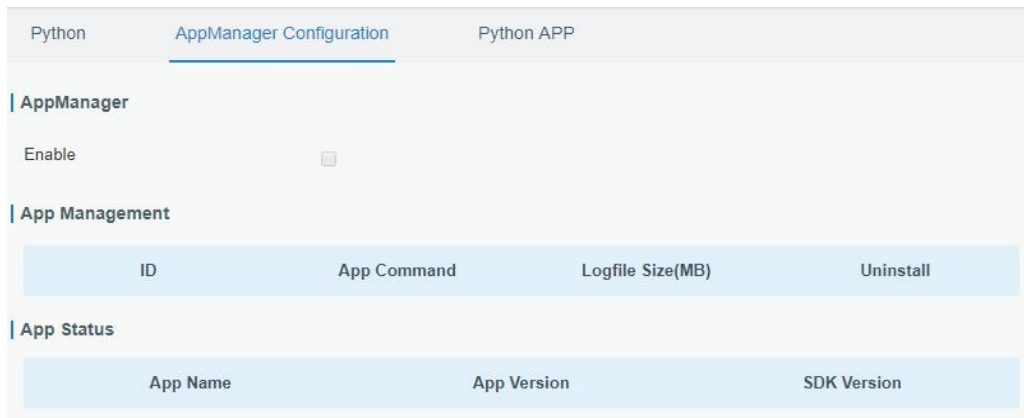 Python AppManager Configuration Python APP
AppManager
Enable
App Management
ID App Command Logfile Size(MB) Uninstall
App Status
App Name App Version SDK Version